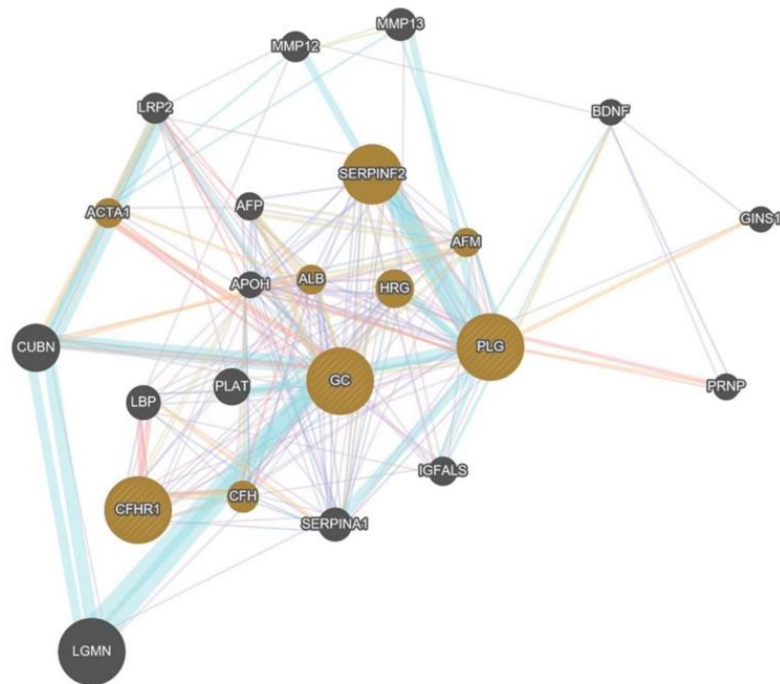 MMP13
MMP12
LRP2
BDNF
SERPINF2
ACTA1
AFP
GINS1
AFM
APOH
ALB
HRG
CUBN
PLG
GC
PLAT
PRNP
LBP
IGFALS
CFHR1
CFH
SERPINA1
LGMN